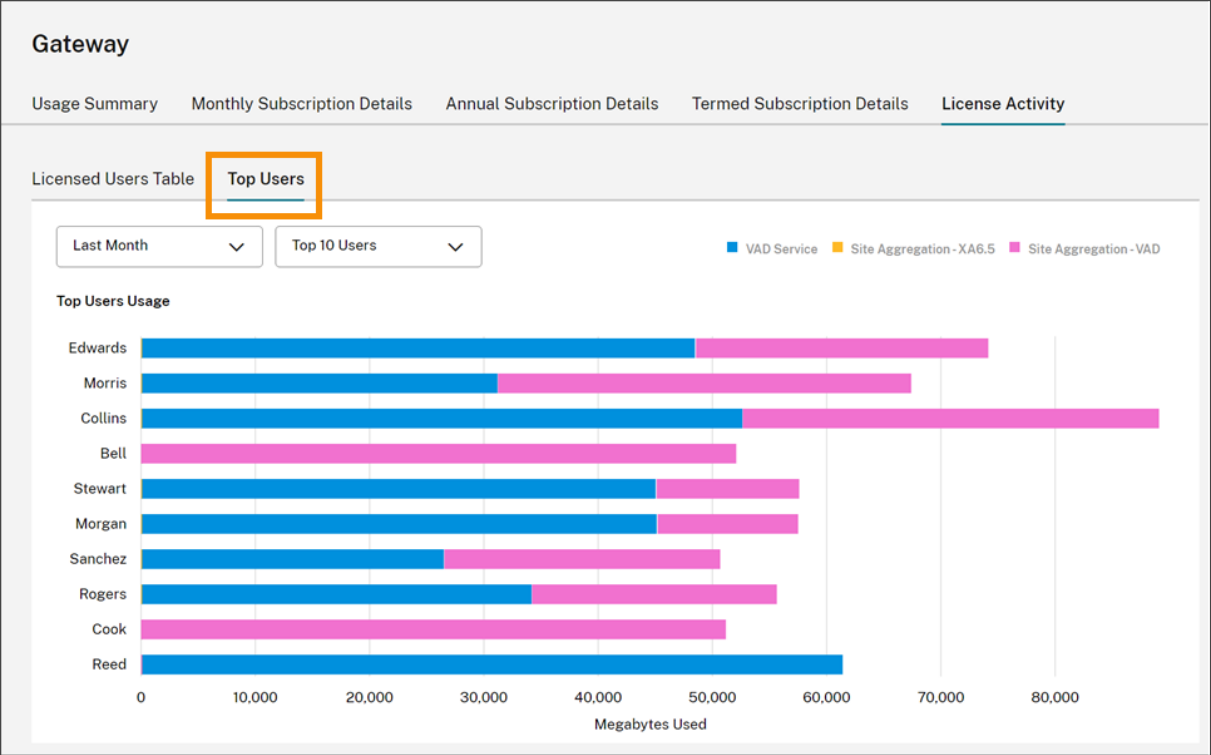 Gateway
Usage Summary Monthly Subscription Details Annual Subscription Details Termed Subscription Details License Activity
Licensed Users Table Top Users
Last Month Top 10 Users VAD Service Site Aggregation - XA6.5 Site Aggregation - VAD
Top Users Usage
Edwards
Morris
Collins
Bell
Stewart
Morgan
Sanchez
Rogers
Cook
Reed
0 10,000 20,000 30,000 40,000 50,000 60,000 70,000 80,000
Megabytes Used